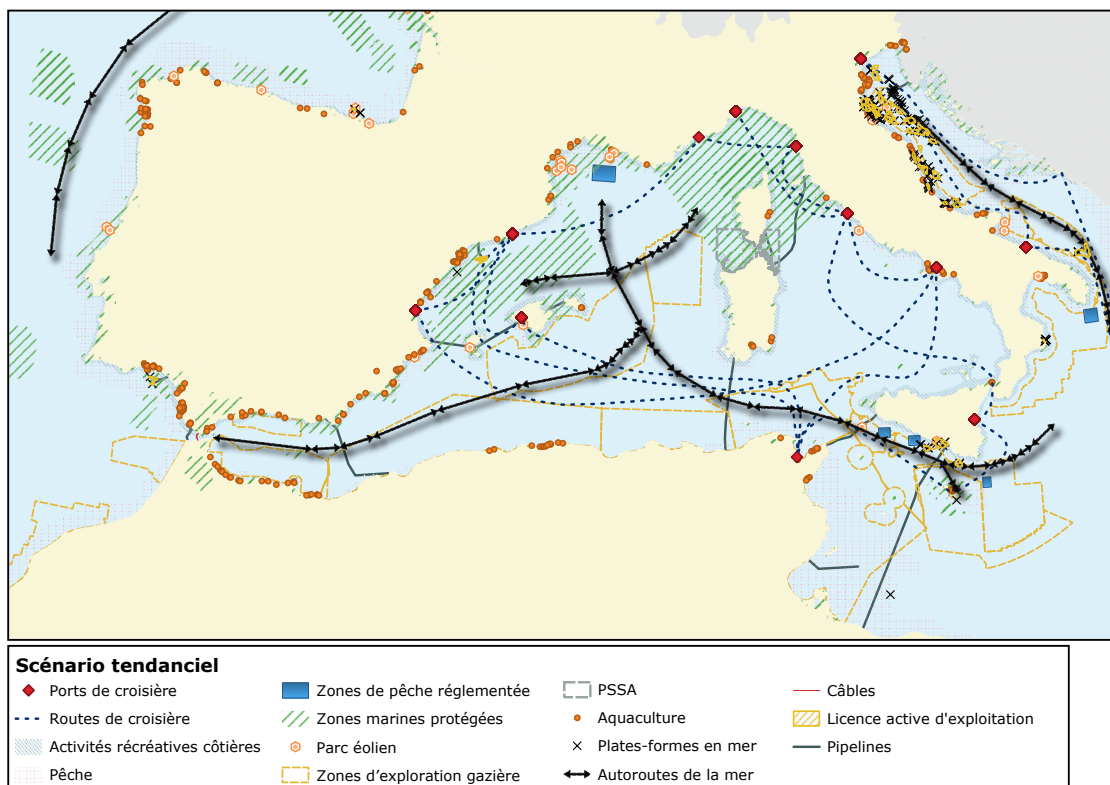 Scénario tendanciel
Ports de croisière
Routes de croisière
Activités récréatives côtières
Pêche
Zones de pêche réglementée
Zones marines protégées
Parc éolien
Zones d’exploration gazière
PSSA
Aquaculture
Plates-formes en mer
Autoroutes de la mer
Câbles
Licence active d'exploitation
Pipelines